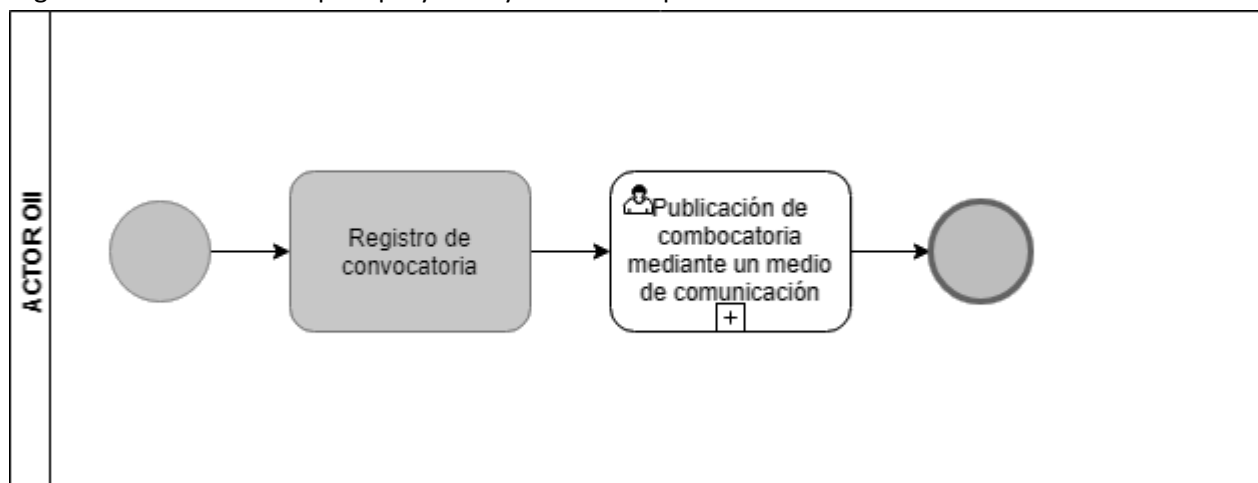 ACTOR OII
Registro de
convocatoria
Publicación de
combocatoria
mediante un medio
de comunicación
+